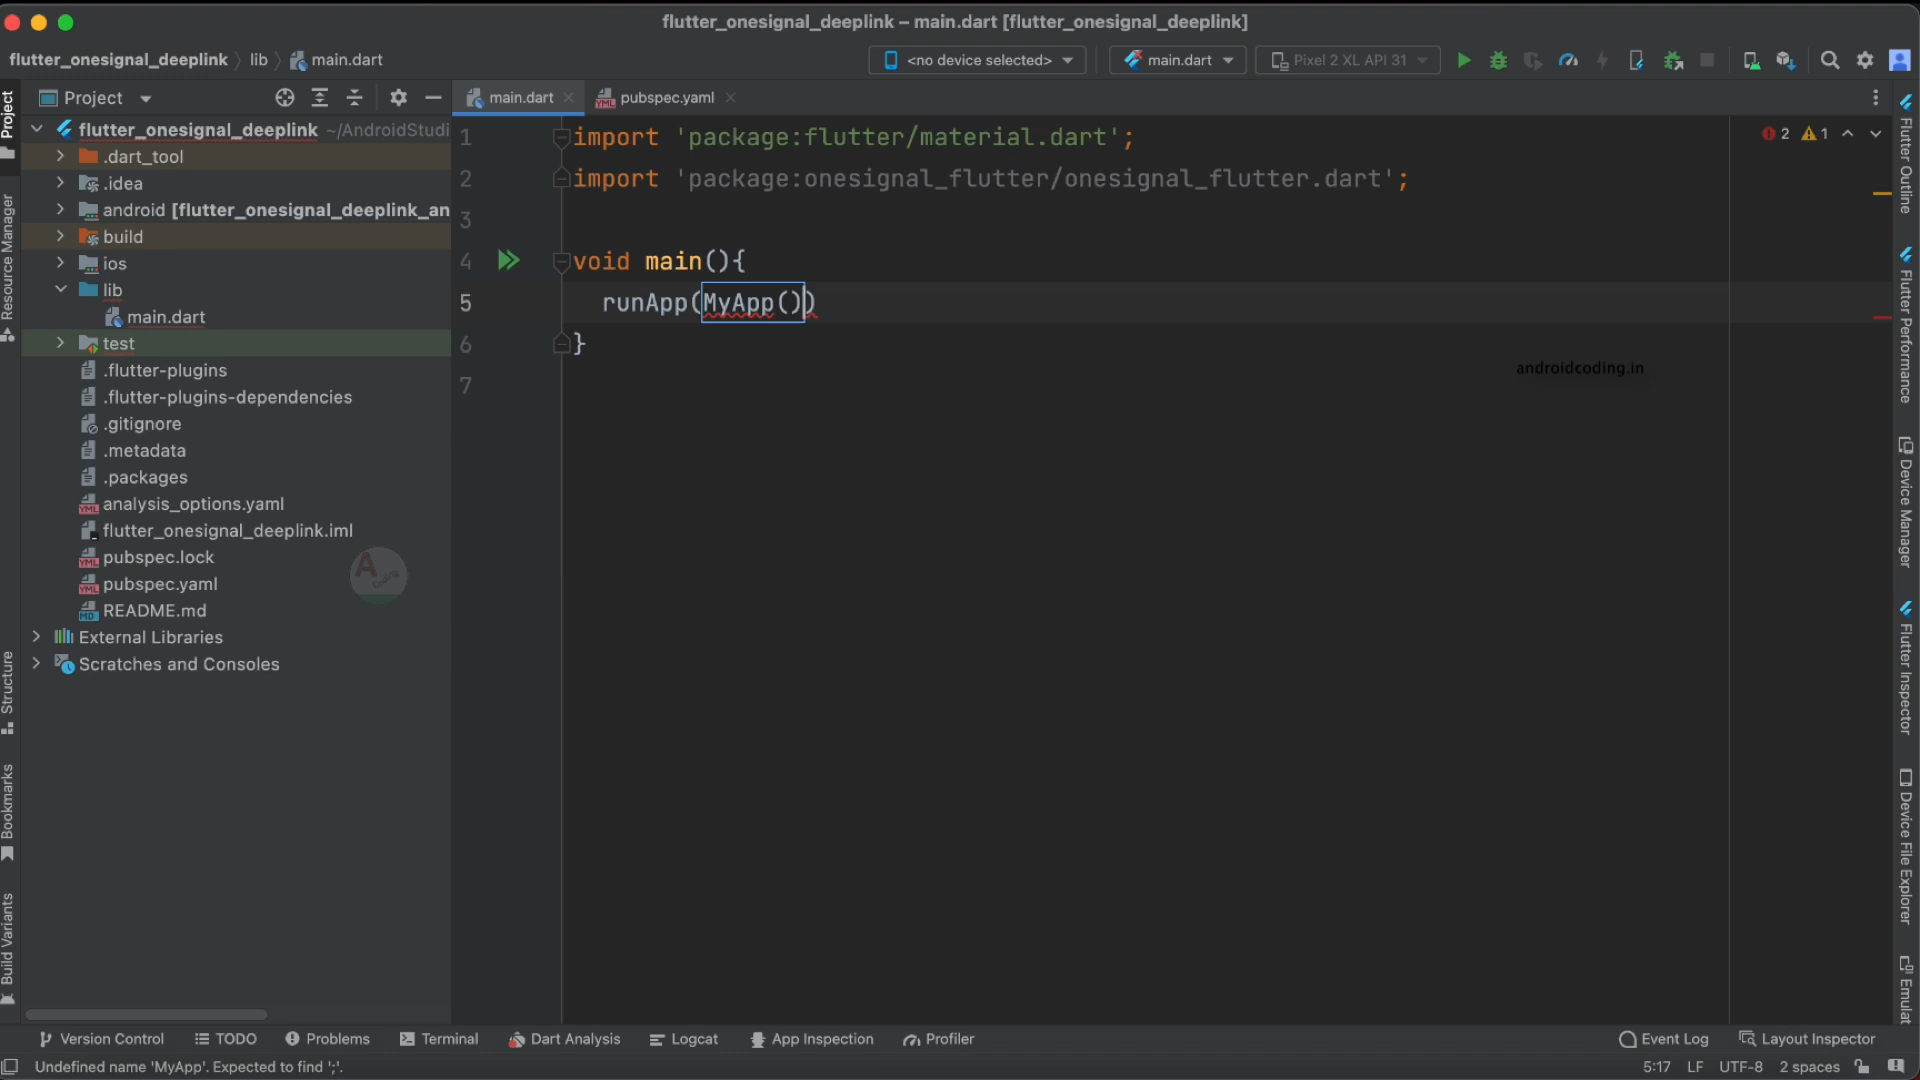 flutter_onesignal_deeplink – main.dart [flutter_onesignal_deeplink]
flutter_onesignal_deeplink lib main.dart
<no device selected> main.dart Pixel 2 XL API 31
Project
main.dart pubspec.yaml
flutter_onesignal_deeplink ~/AndroidStudi
.dart_tool
.idea
android [flutter_onesignal_deeplink_an
build
ios
lib
main.dart
test
.flutter-plugins
.flutter-plugins-dependencies
.gitignore
.metadata
.packages
analysis_options.yaml
flutter_onesignal_deeplink.iml
pubspec.lock
pubspec.yaml
README.md
External Libraries
Scratches and Consoles
1 import 'package:flutter/material.dart';
2 import 'package:onesignal_flutter/onesignal_flutter.dart';
3
4 void main(){
5 runApp(MyApp())
6 }
7
2 1
androidcoding.in
A
Project
Resource Manager
Structure
Bookmarks
Build Variants
Flutter Outline
Flutter Performance
Device Manager
Flutter Inspector
Device File Explorer
Emulat
Version Control TODO Problems Terminal Dart Analysis Logcat App Inspection Profiler Event Log Layout Inspector
Undefined name 'MyApp'. Expected to find ';'. 5:17 LF UTF-8 2 spaces